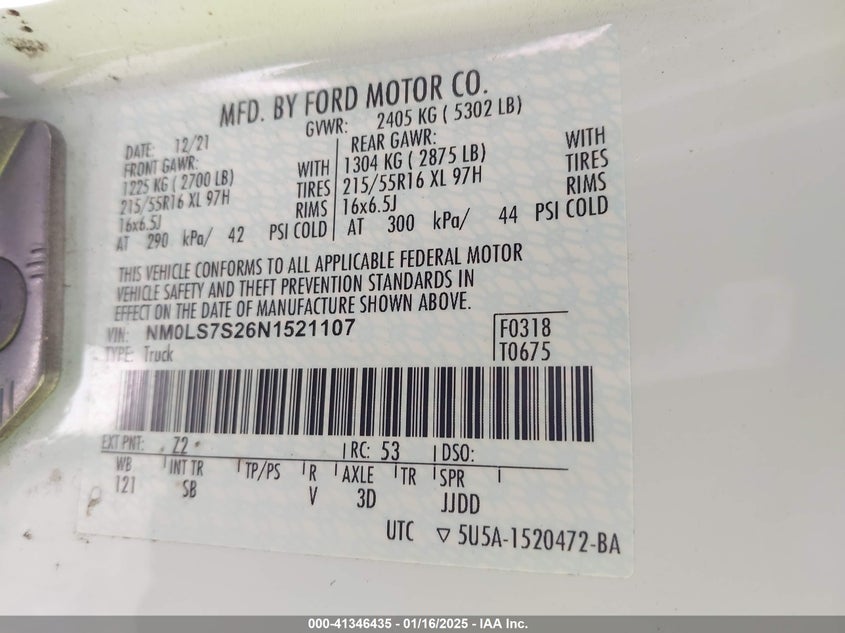 MFD. BY FORD MOTOR CO.
DATE: 12/21 GVWR: 2405 KG ( 5302 LB)
FRONT GAWR: REAR GAWR:
1225 KG ( 2700 LB) WITH 1304 KG ( 2875 LB) WITH
215/55R16 XL 97H TIRES 215/55R16 XL 97H TIRES
16x6.5J RIMS 16x6.5J RIMS
AT 290 kPa/ 42 PSI COLD AT 300 kPa/ 44 PSI COLD
THIS VEHICLE CONFORMS TO ALL APPLICABLE FEDERAL MOTOR
VEHICLE SAFETY AND THEFT PREVENTION STANDARDS IN
EFFECT ON THE DATE OF MANUFACTURE SHOWN ABOVE.
VIN: NM0LS7S26N1521107 F0318
TYPE: Truck T0675
EXT PNT: Z2 RC: 53 DSO:
WB INT TR TP/PS R AXLE TR SPR
121 SB V 3D JJDD
UTC ▽ 5U5A-1520472-BA
000-41346435 - 01/16/2025 - IAA Inc.